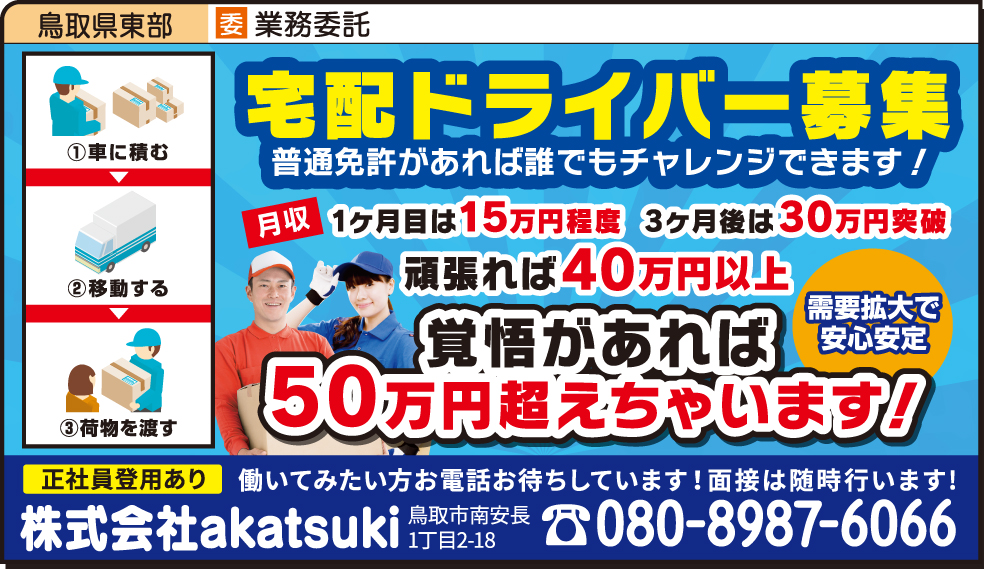 鳥取県東部
委 業務委託
①車に積む
②移動する
③荷物を渡す
宅配ドライバー募集
普通免許があれば誰でもチャレンジできます！
月収 1ヶ月目は15万円程度 3ヶ月後は30万円突破
頑張れば40万円以上
需要拡大で
安心安定
覚悟があれば
50万円超えちゃいます！
正社員登用あり 働いてみたい方お電話お待ちしています！面接は随時行います！
株式会社akatsuki
鳥取市南安長
1丁目2-18
☎080-8987-6066